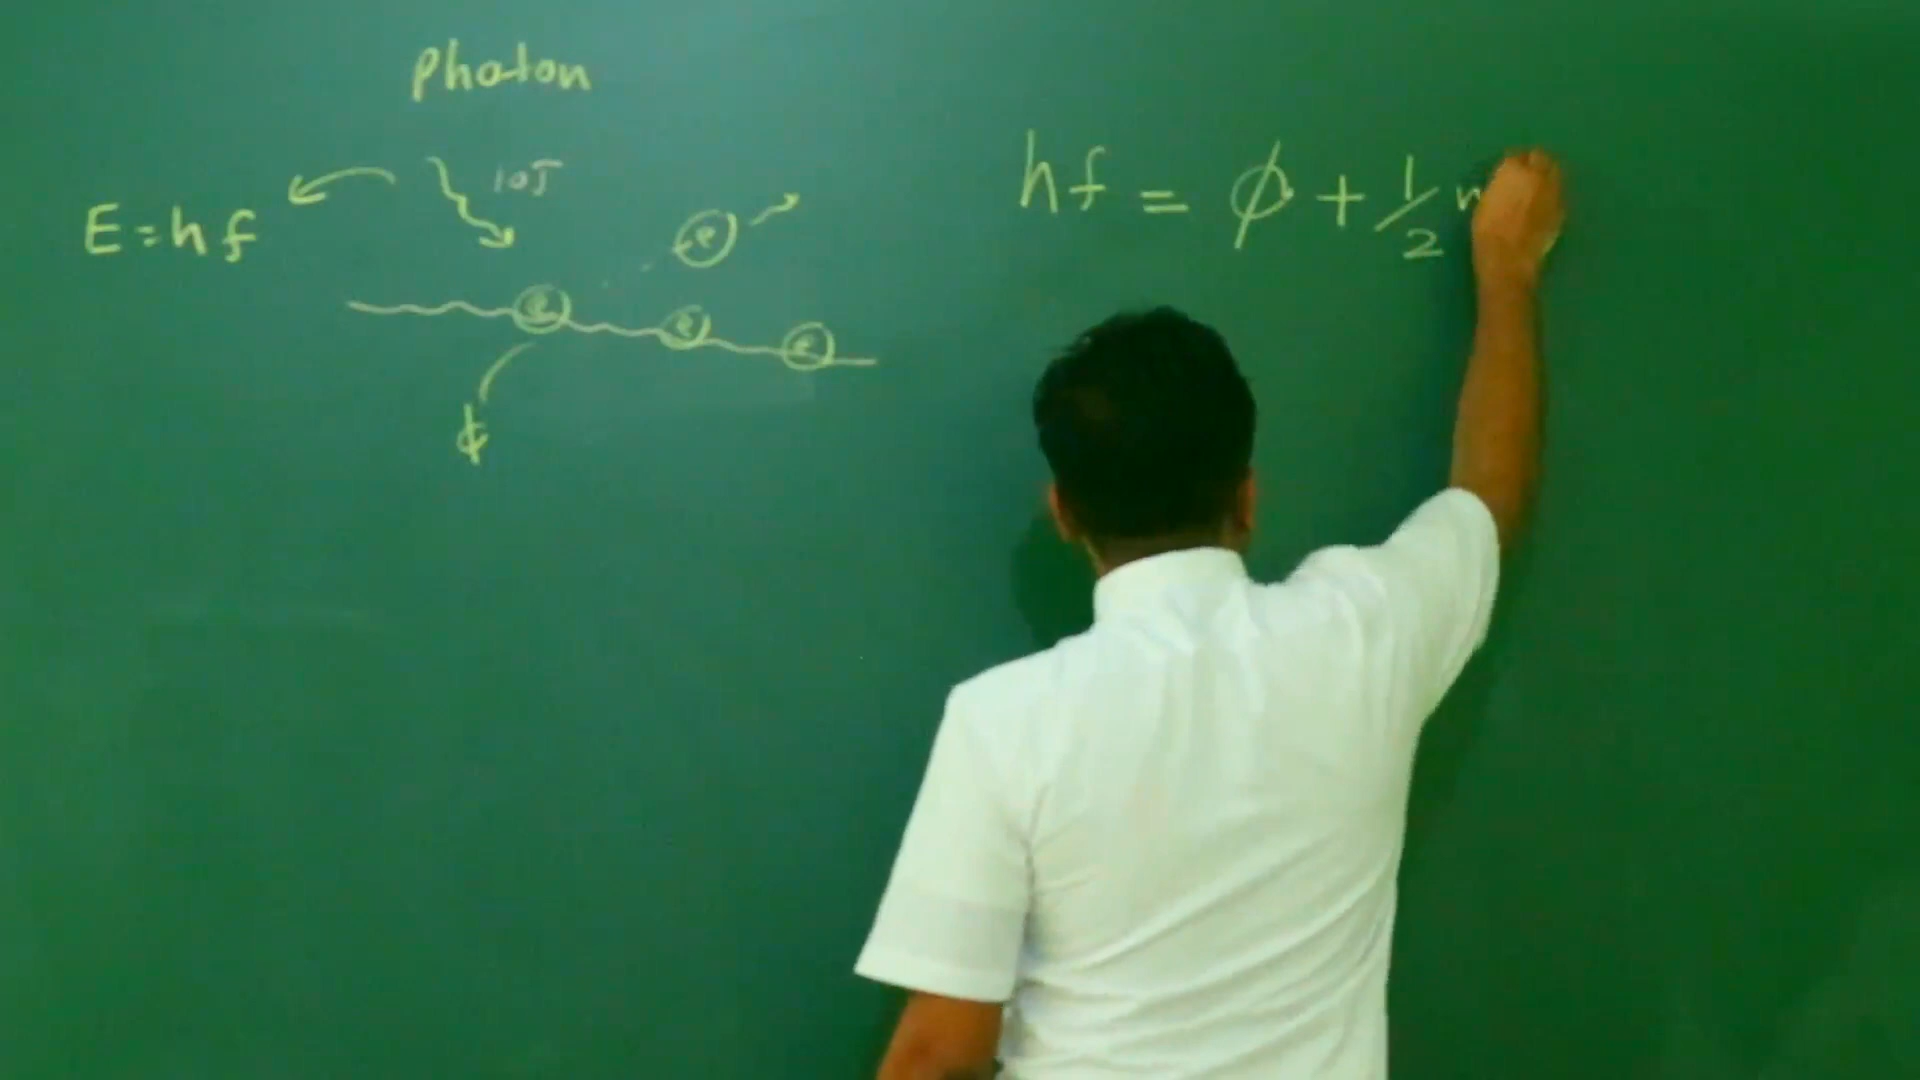 Photon
10J
E = hf
e
e
e
e
ϕ
hf = ϕ + 1/2 m